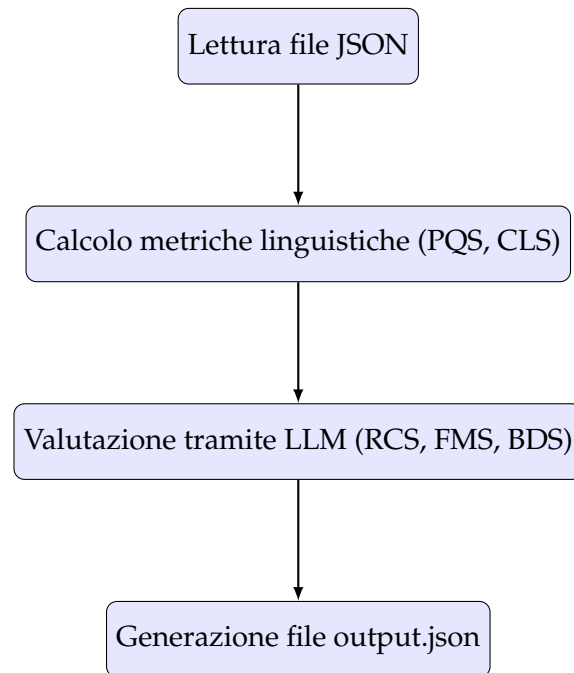 Lettura file JSON
Calcolo metriche linguistiche (PQS, CLS)
Valutazione tramite LLM (RCS, FMS, BDS)
Generazione file output.json